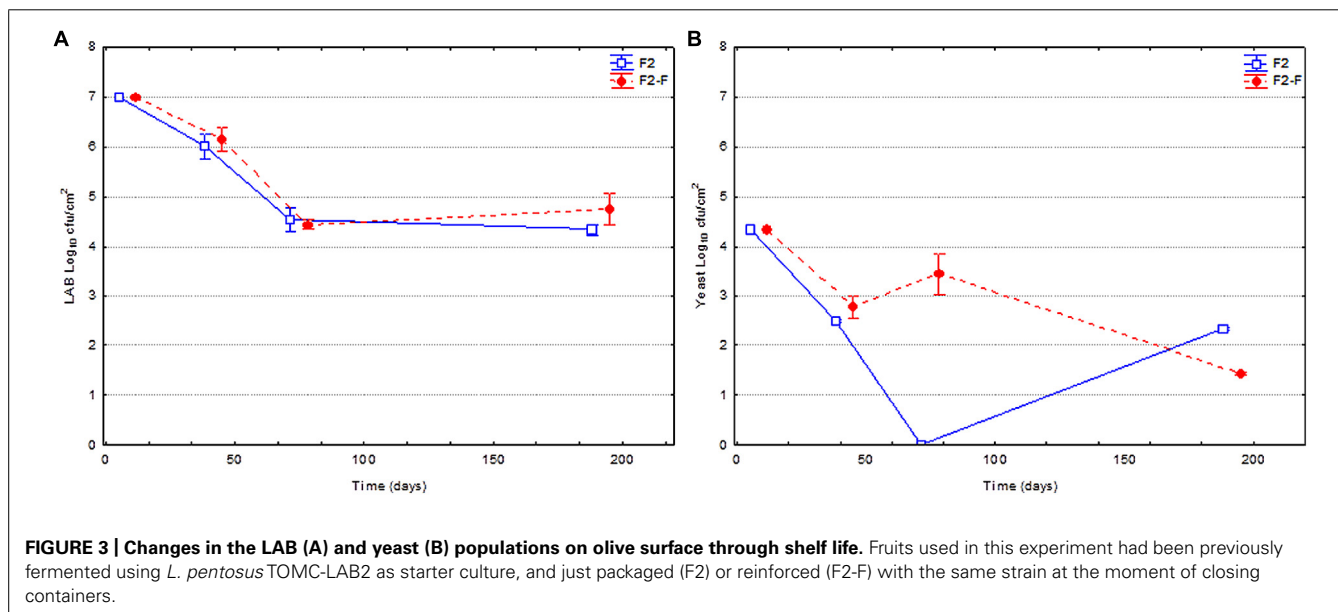 A
8
7
6
5
4
3
2
1
0
LAB Log10 cfu/cm2
0
50
100
150
200
Time (days)
F2
F2-F
B
8
7
6
5
4
3
2
1
0
Yeast Log10 cfu/cm2
0
50
100
150
200
Time (days)
F2
F2-F
FIGURE 3 | Changes in the LAB (A) and yeast (B) populations on olive surface through shelf life. Fruits used in this experiment had been previously
fermented using L. pentosus TOMC-LAB2 as starter culture, and just packaged (F2) or reinforced (F2-F) with the same strain at the moment of closing
containers.